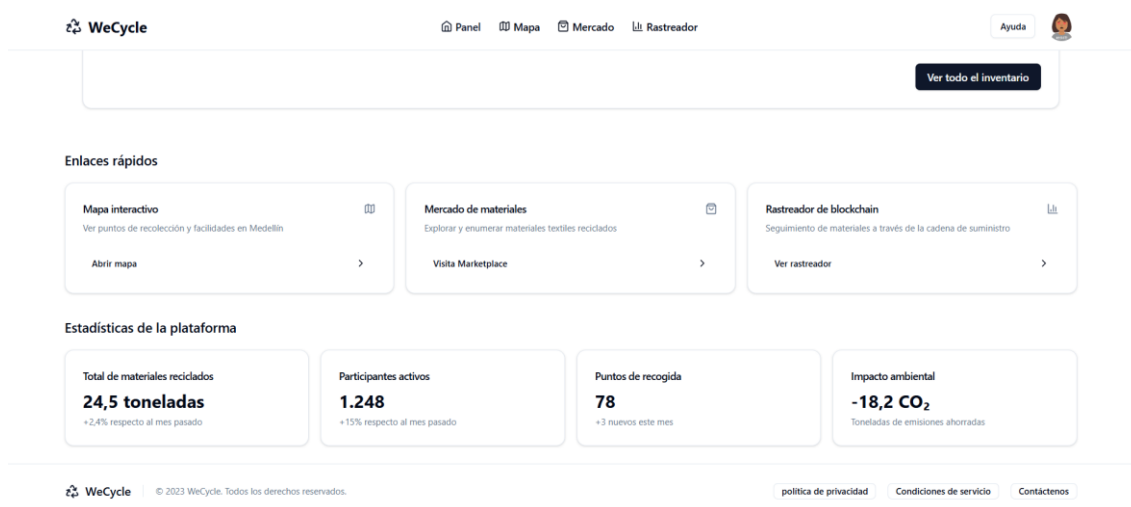 WeCycle
Panel Mapa Mercado Rastreador
Ayuda
Ver todo el inventario
Enlaces rápidos
Mapa interactivo
Ver puntos de recolección y facilidades en Medellín
Abrir mapa
Mercado de materiales
Explorar y enumerar materiales textiles reciclados
Visita Marketplace
Rastreador de blockchain
Seguimiento de materiales a través de la cadena de suministro
Ver rastreador
Estadísticas de la plataforma
Total de materiales reciclados
24,5 toneladas
+2,4% respecto al mes pasado
Participantes activos
1.248
+15% respecto al mes pasado
Puntos de recogida
78
+3 nuevos este mes
Impacto ambiental
-18,2 CO₂
Toneladas de emisiones ahorradas
WeCycle
© 2023 WeCycle. Todos los derechos reservados.
política de privacidad
Condiciones de servicio
Contáctenos